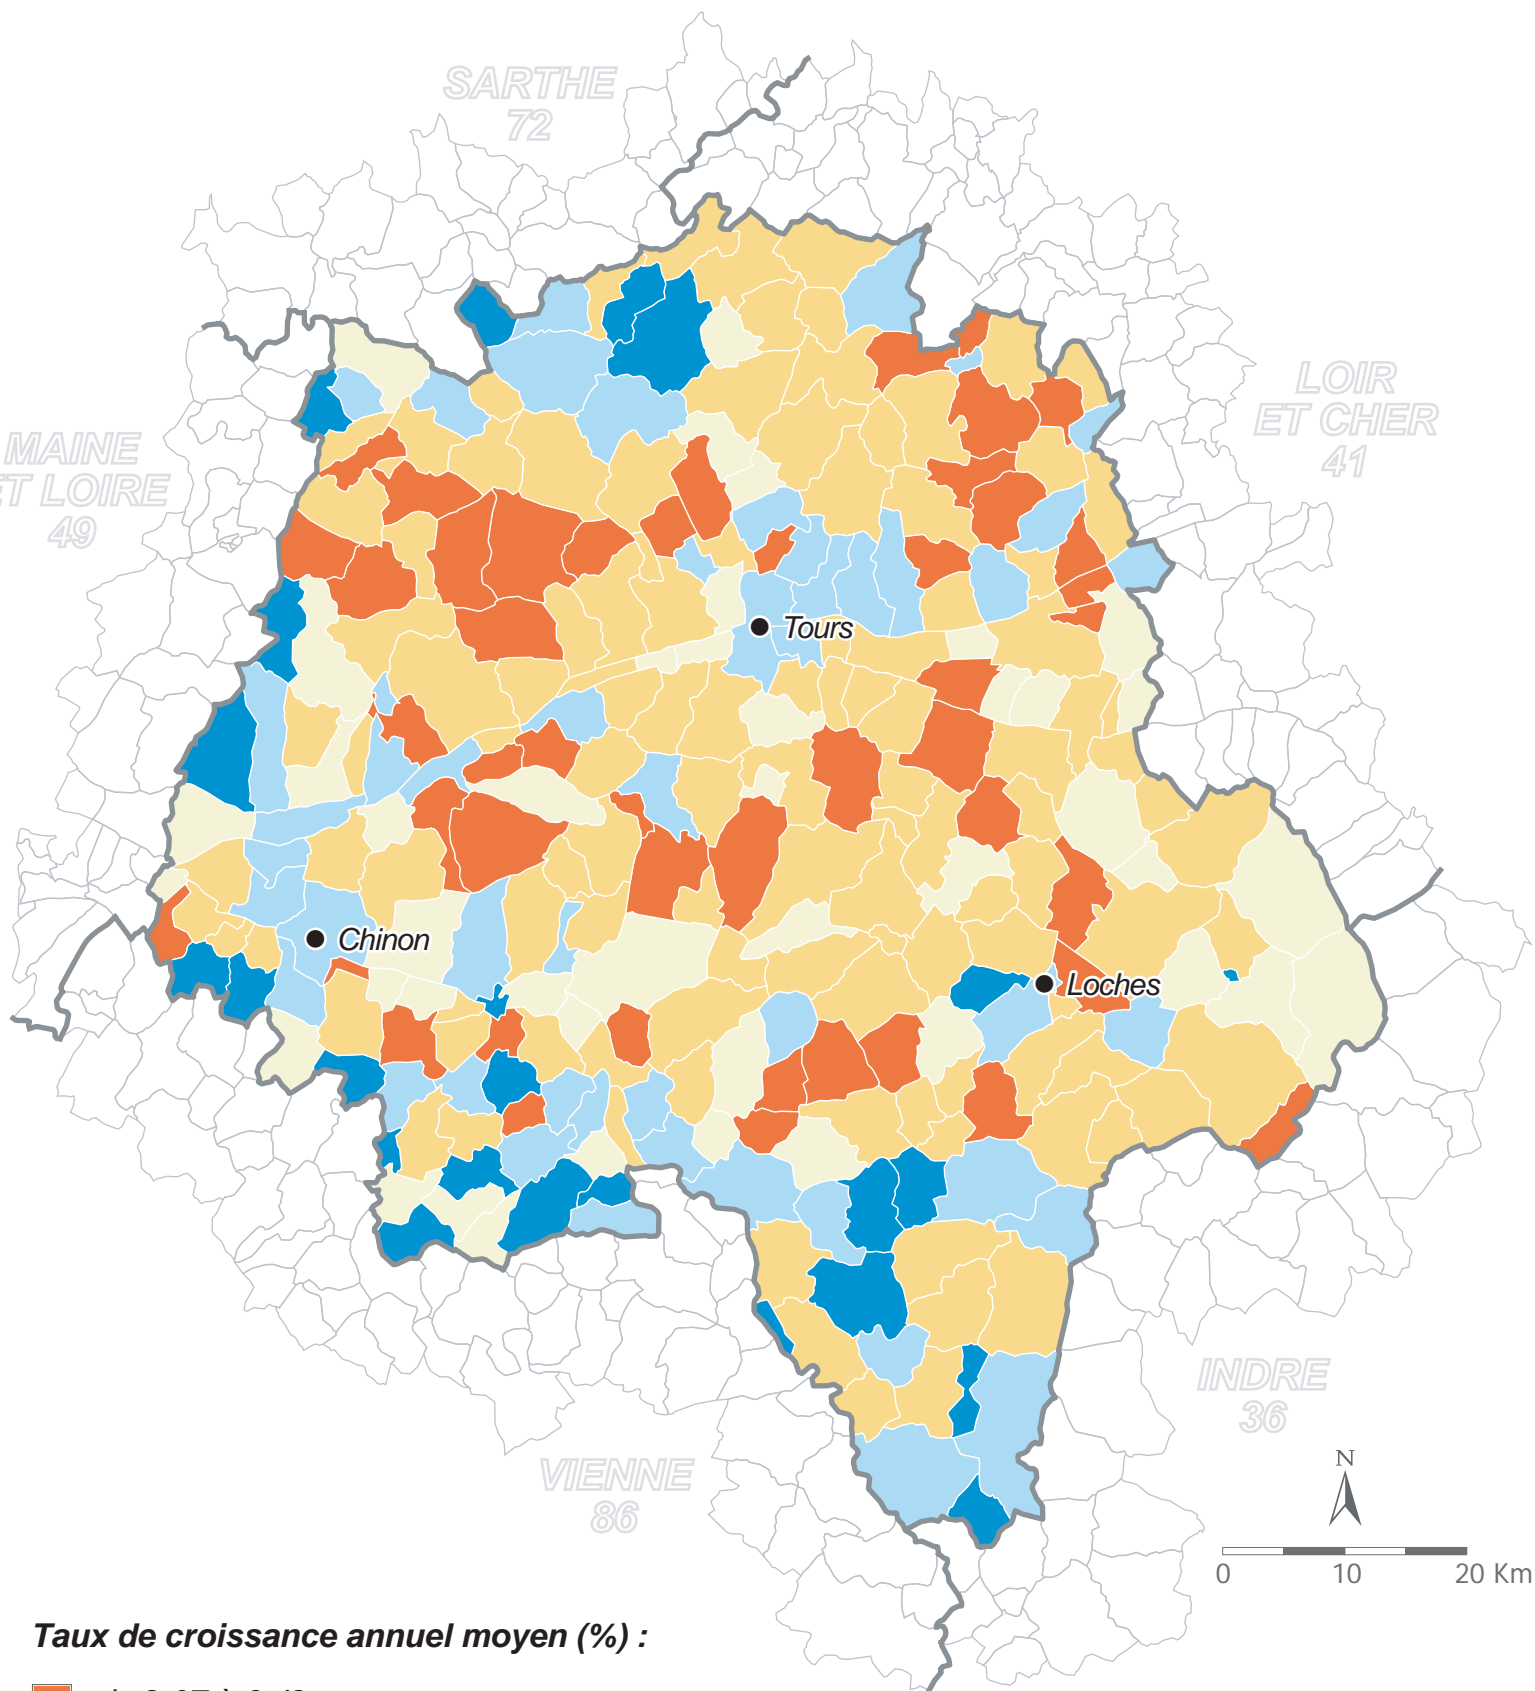 SARTHE
72
LOIR
ET CHER
41
MAINE
ET LOIRE
49
Tours
Chinon
Loches
INDRE
36
VIENNE
86
N
0 10 20 Km
Taux de croissance annuel moyen (%) :